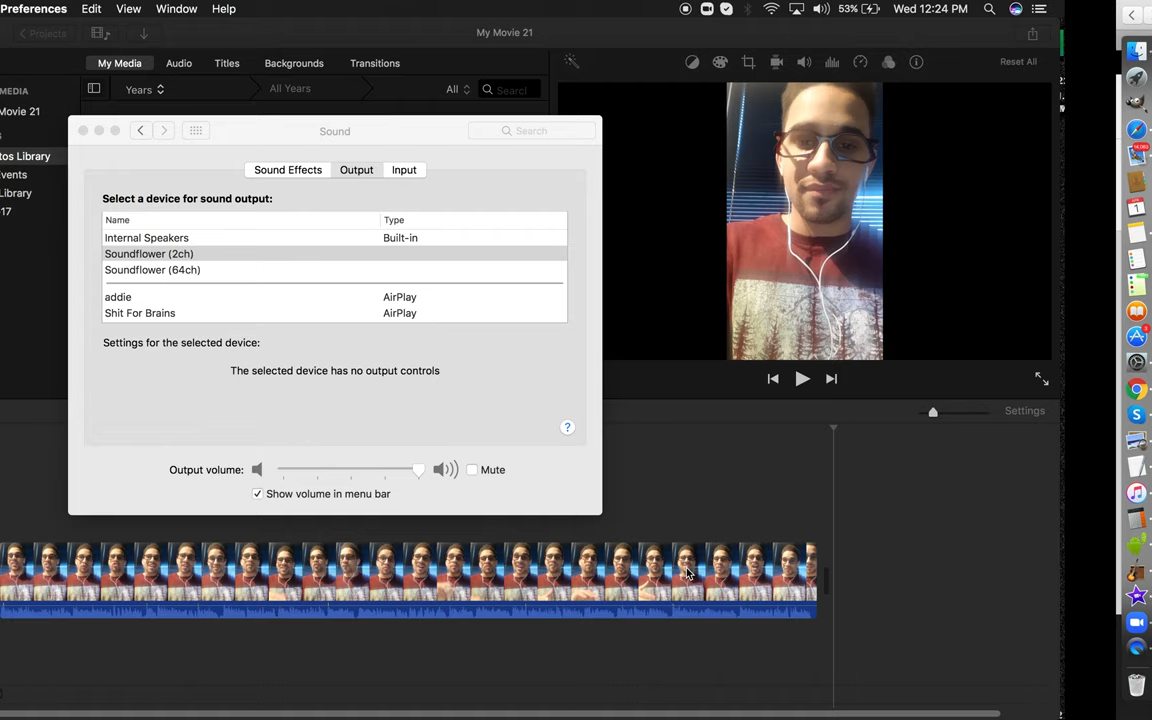 Preferences Edit View Window Help 53% Wed 12:24 PM
Projects My Movie 21
My Media Audio Titles Backgrounds Transitions Reset All
MEDIA Years All Years All Search
Movie 21
Sound Search
tos Library
Events
Library
17
Sound Effects Output Input
Select a device for sound output:
Name Type
Internal Speakers Built-in
Soundflower (2ch)
Soundflower (64ch)
addie AirPlay
Shit For Brains AirPlay
Settings for the selected device:
The selected device has no output controls
?
Settings
Output volume: Mute
Show volume in menu bar